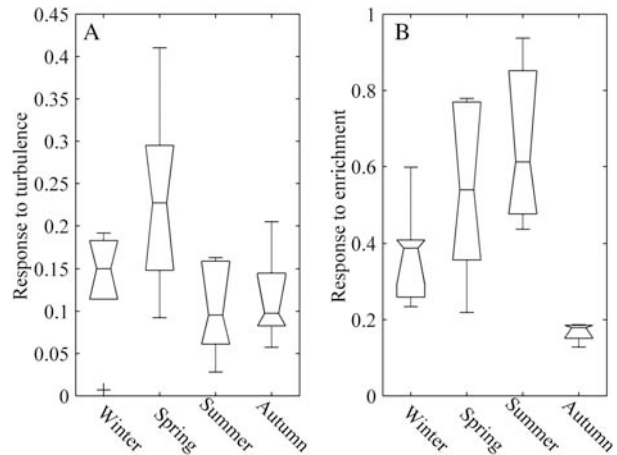 A
Response to turbulence
0.45
0.4
0.35
0.3
0.25
0.2
0.15
0.1
0.05
0
Winter
Spring
Summer
Autumn
B
Response to enrichment
1
0.8
0.6
0.4
0.2
0
Winter
Spring
Summer
Autumn